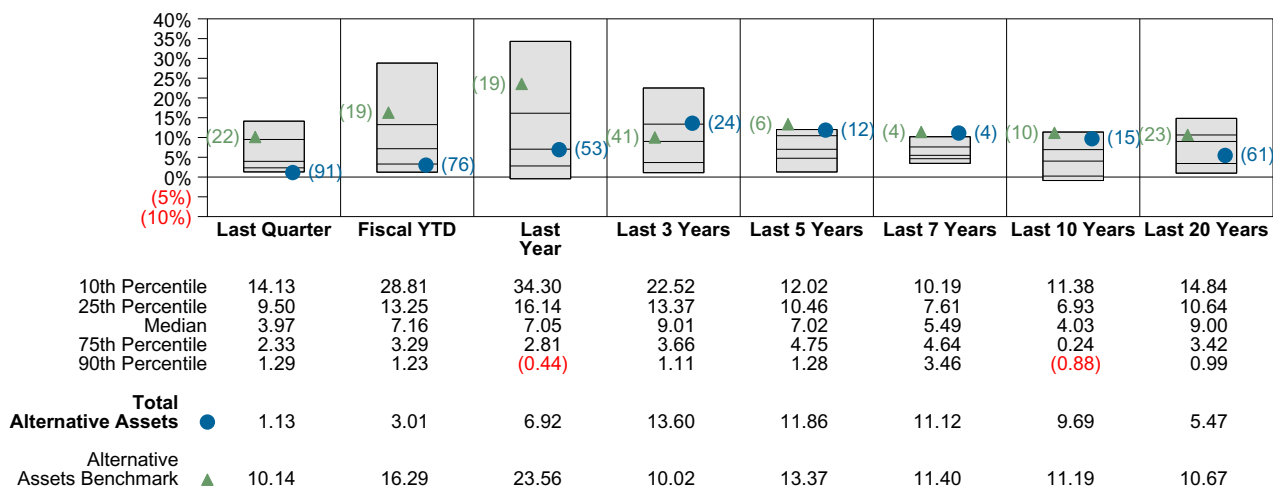 40%
35%
30%
25%
20%
15%
10%
5%
0%
(5%)
(10%)
(22) (91) (19) (76) (19) (53) (41) (24) (6) (12) (4) (4) (10) (15) (23) (61)
Last Quarter Fiscal YTD Last Last 3 Years Last 5 Years Last 7 Years Last 10 Years Last 20 Years
Year
10th Percentile 14.13 28.81 34.30 22.52 12.02 10.19 11.38 14.84
25th Percentile 9.50 13.25 16.14 13.37 10.46 7.61 6.93 10.64
Median 3.97 7.16 7.05 9.01 7.02 5.49 4.03 9.00
75th Percentile 2.33 3.29 2.81 3.66 4.75 4.64 0.24 3.42
90th Percentile 1.29 1.23 (0.44) 1.11 1.28 3.46 (0.88) 0.99
Total
Alternative Assets 1.13 3.01 6.92 13.60 11.86 11.12 9.69 5.47
Alternative
Assets Benchmark 10.14 16.29 23.56 10.02 13.37 11.40 11.19 10.67